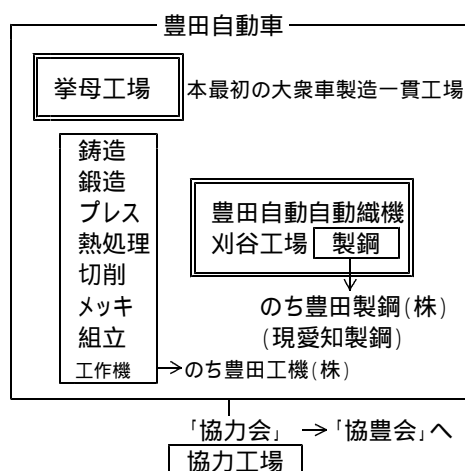 豊田自動車
挙母工場 本最初の大衆車製造一貫工場
鋳造
鍛造
プレス
熱処理
切削
メッキ
組立
工作機→のち豊田工機(株)
豊田自動自動織機
刈谷工場 製鋼
のち豊田製鋼(株)
(現愛知製鋼)
「協力会」→「協豊会」へ
協力工場